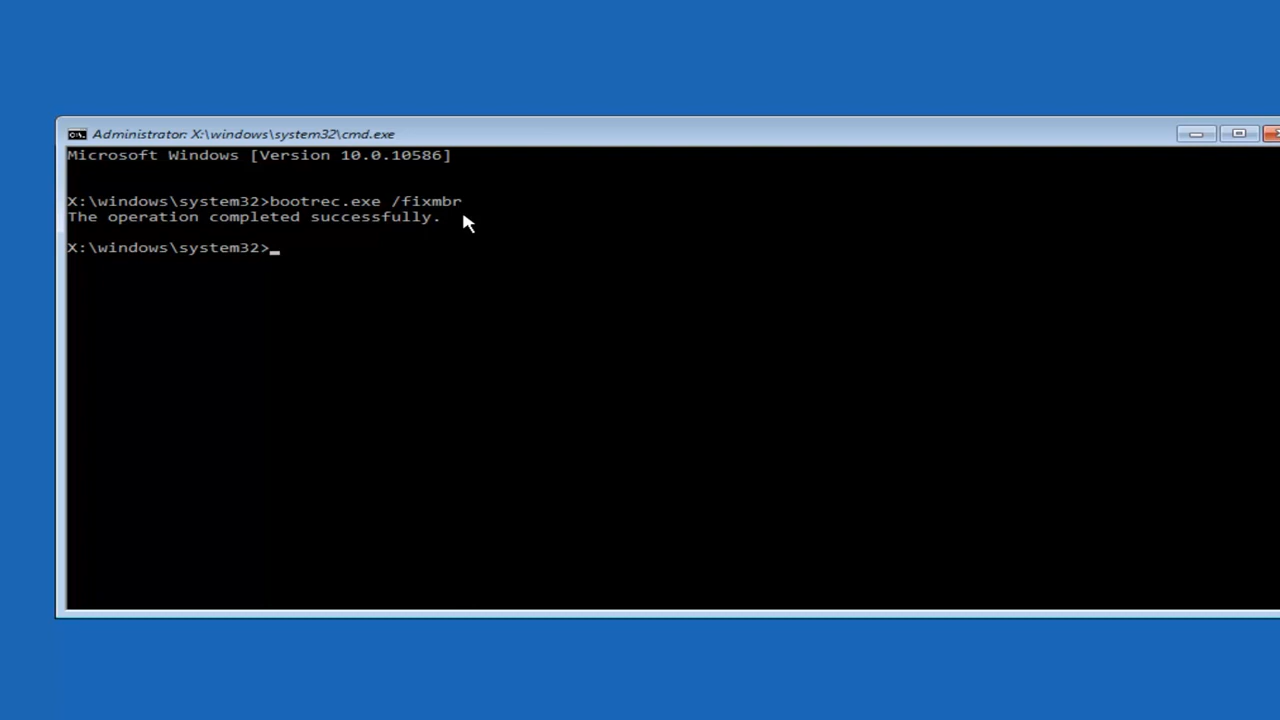 Administrator: X:\windows\system32\cmd.exe
Microsoft Windows [Version 10.0.10586]
X:\windows\system32>bootrec.exe /fixmbr
The operation completed successfully.
X:\windows\system32>